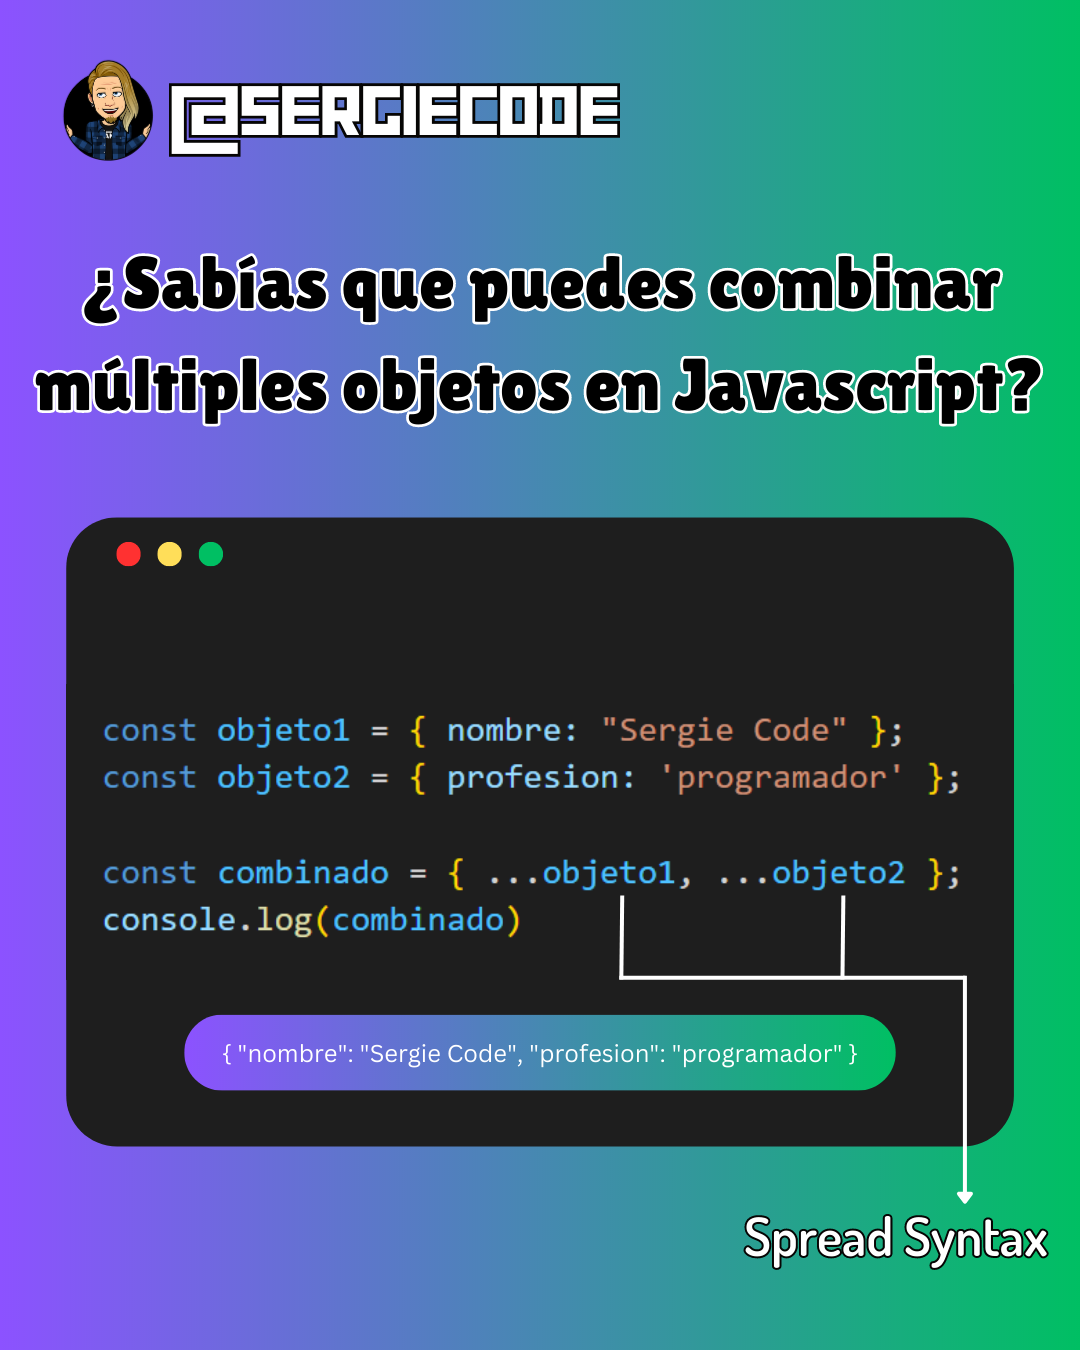 @SERGIECODE
¿Sabías que puedes combinar
múltiples objetos en Javascript?
const objeto1 = { nombre: "Sergie Code" };
const objeto2 = { profesion: 'programador' };
const combinado = { ...objeto1, ...objeto2 };
console.log(combinado)
{ "nombre": "Sergie Code", "profesion": "programador" }
Spread Syntax